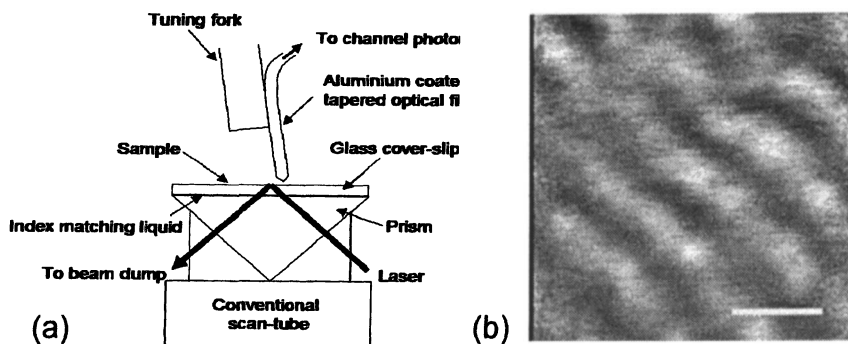 Tuning fork
To channel photo
Aluminium coate
tapered optical fil
Sample
Glass cover-slip
Index matching liquid
Prism
To beam dump
Laser
Conventional
scan-tube
(a)
(b)